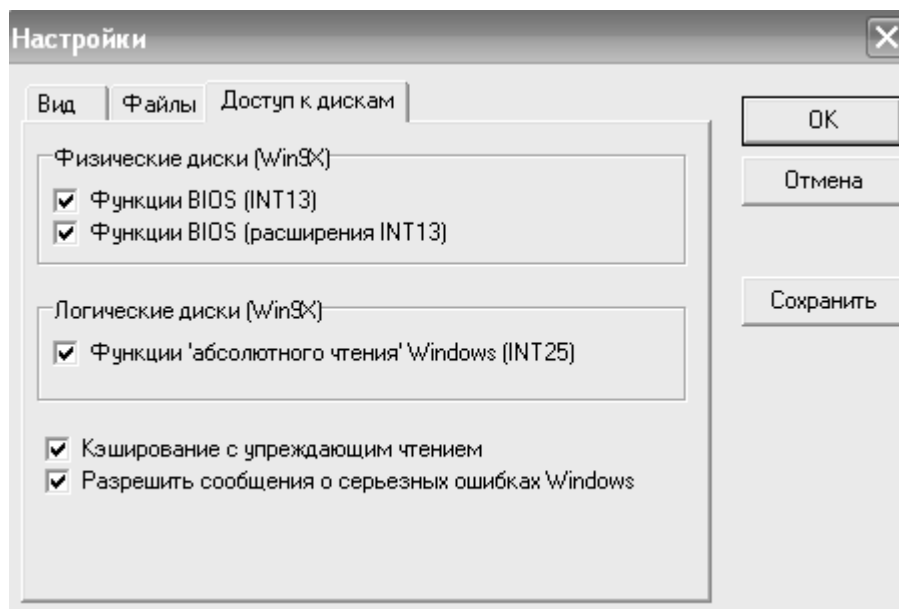 Настройки
Вид Файлы Доступ к дискам
OK
Физические диски (Win9X)
Функции BIOS (INT13)
Отмена
Функции BIOS (расширения INT13)
Логические диски (Win9X)
Сохранить
Функции 'абсолютного чтения' Windows (INT25)
Кэширование с упреждающим чтением
Разрешить сообщения о серьезных ошибках Windows